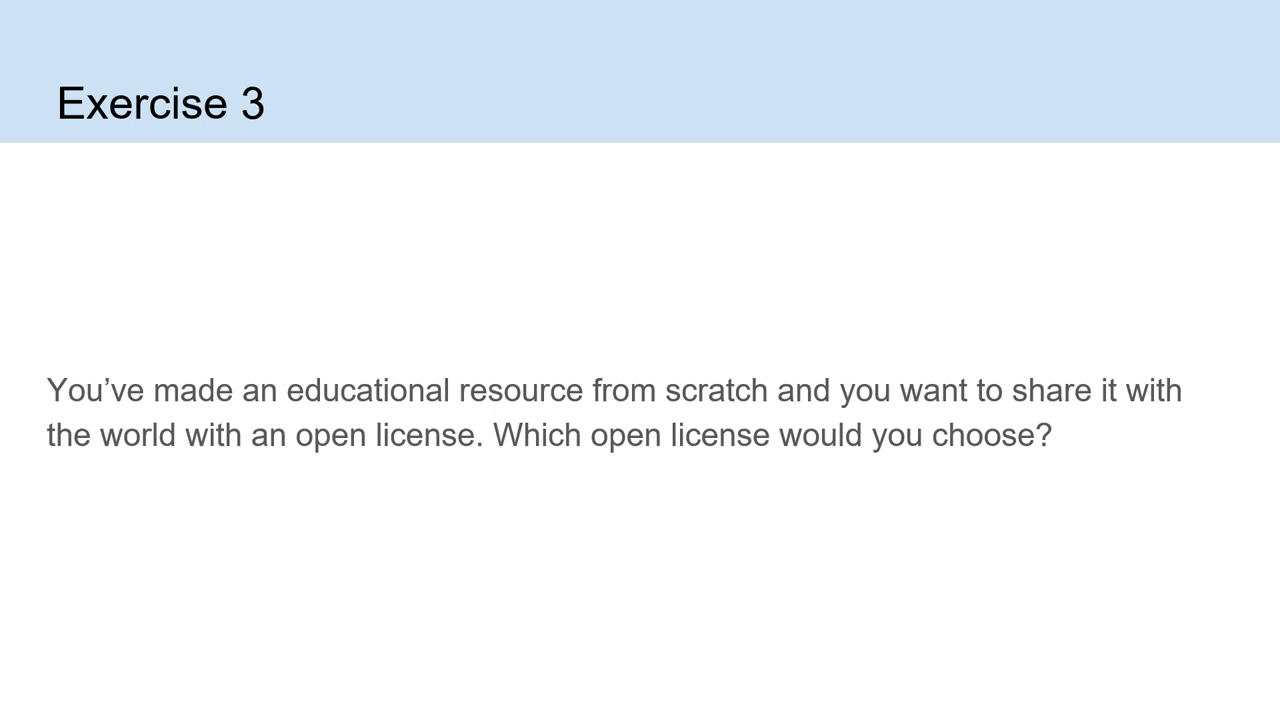 Exercise 3
You’ve made an educational resource from scratch and you want to share it with
the world with an open license. Which open license would you choose?